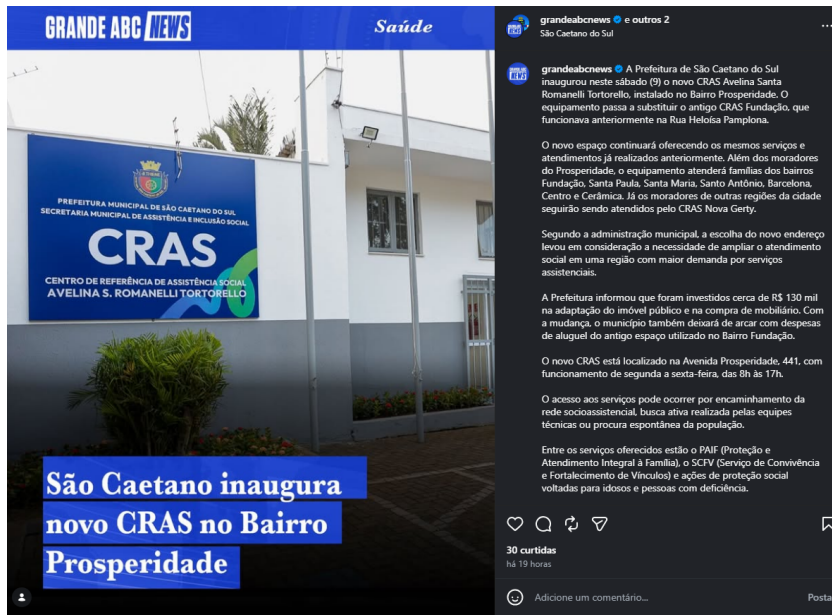 GRANDE ABC NEWS
Saúde
PREFEITURA MUNICIPAL DE SÃO CAETANO DO SUL
SECRETARIA MUNICIPAL DE ASSISTÊNCIA E INCLUSÃO SOCIAL
CRAS
CENTRO DE REFERÊNCIA DE ASSISTÊNCIA SOCIAL
AVELINA S. ROMANELLI TORTORELLO
São Caetano inaugura
novo CRAS no Bairro
Prosperidade
grandeabcnews e outros 2
São Caetano do Sul
grandeabcnews A Prefeitura de São Caetano do Sul
inaugurou neste sábado (9) o novo CRAS Avelina Santa
Romanelli Tortorello, instalado no Bairro Prosperidade. O
equipamento passa a substituir o antigo CRAS Fundação, que
funcionava anteriormente na Rua Heloísa Pamplona.
O novo espaço continuará oferecendo os mesmos serviços e
atendimentos já realizados anteriormente. Além dos moradores
do Prosperidade, o equipamento atenderá famílias dos bairros
Fundação, Santa Paula, Santa Maria, Santo Antônio, Barcelona,
Centro e Cerâmica. Já os moradores de outras regiões da cidade
seguirão sendo atendidos pelo CRAS Nova Gerty.
Segundo a administração municipal, a escolha do novo endereço
levou em consideração a necessidade de ampliar o atendimento
social em uma região com maior demanda por serviços
assistenciais.
A Prefeitura informou que foram investidos cerca de R$ 130 mil
na adaptação do imóvel público e na compra de mobiliário. Com
a mudança, o município também deixará de arcar com despesas
de aluguel do antigo espaço utilizado no Bairro Fundação.
O novo CRAS está localizado na Avenida Prosperidade, 441, com
funcionamento de segunda a sexta-feira, das 8h às 17h.
O acesso aos serviços pode ocorrer por encaminhamento da
rede socioassistencial, busca ativa realizada pelas equipes
técnicas ou procura espontânea da população.
Entre os serviços oferecidos estão o PAIF (Proteção e
Atendimento Integral à Família), o SCFV (Serviço de Convivência
e Fortalecimento de Vínculos) e ações de proteção social
voltadas para idosos e pessoas com deficiência.
30 curtidas
há 19 horas
Adicione um comentário...
Posta